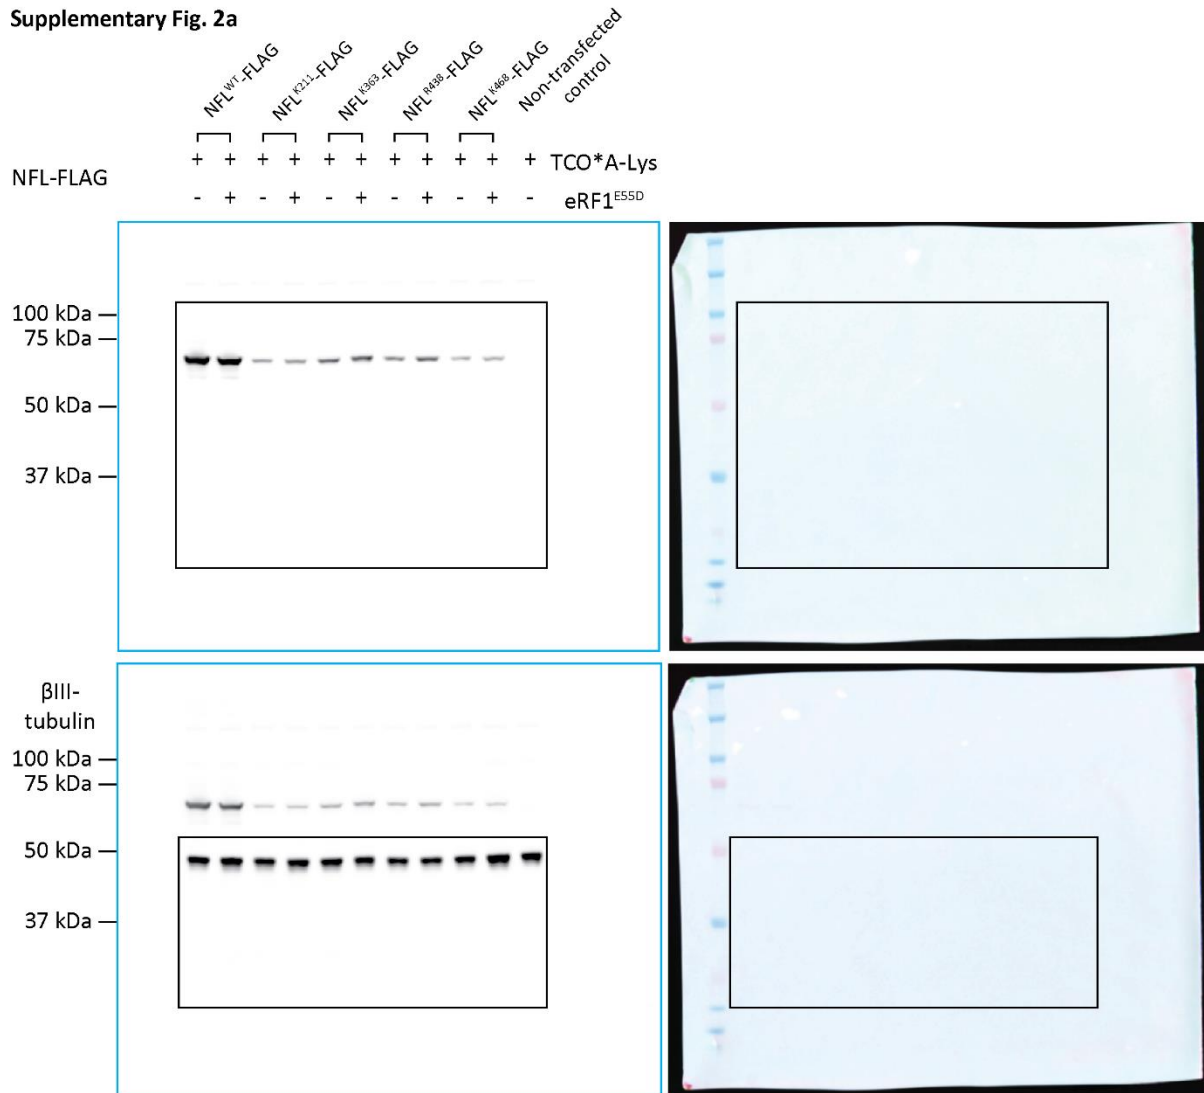 Supplementary Fig. 2a
NFL^WT-FLAG
NFL^K211-FLAG
NFL^K363-FLAG
NFL^R438-FLAG
NFL^K468-FLAG
Non-transfected
control
NFL-FLAG
+ + + + + + + + + + + TCO*A-Lys
- + - + - + - + - + - eRF1^E55D
100 kDa
75 kDa
50 kDa
37 kDa
βIII-
tubulin
100 kDa
75 kDa
50 kDa
37 kDa